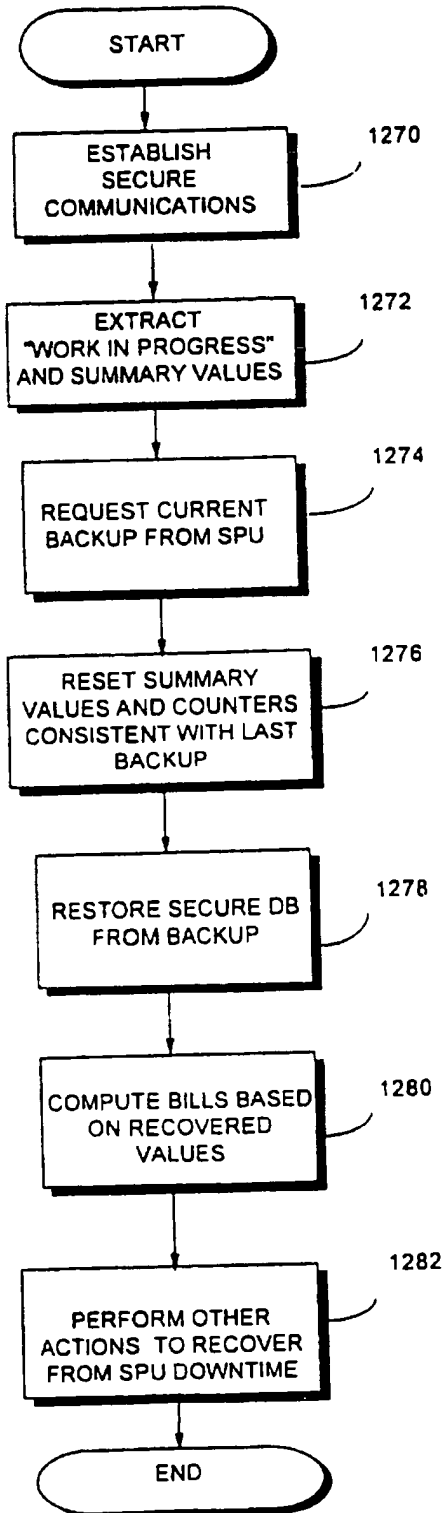 START
1270
ESTABLISH
SECURE
COMMUNICATIONS
1272
EXTRACT
"WORK IN PROGRESS"
AND SUMMARY VALUES
1274
REQUEST CURRENT
BACKUP FROM SPU
1276
RESET SUMMARY
VALUES AND COUNTERS
CONSISTENT WITH LAST
BACKUP
1278
RESTORE SECURE DB
FROM BACKUP
1280
COMPUTE BILLS BASED
ON RECOVERED
VALUES
1282
PERFORM OTHER
ACTIONS TO RECOVER
FROM SPU DOWNTIME
END